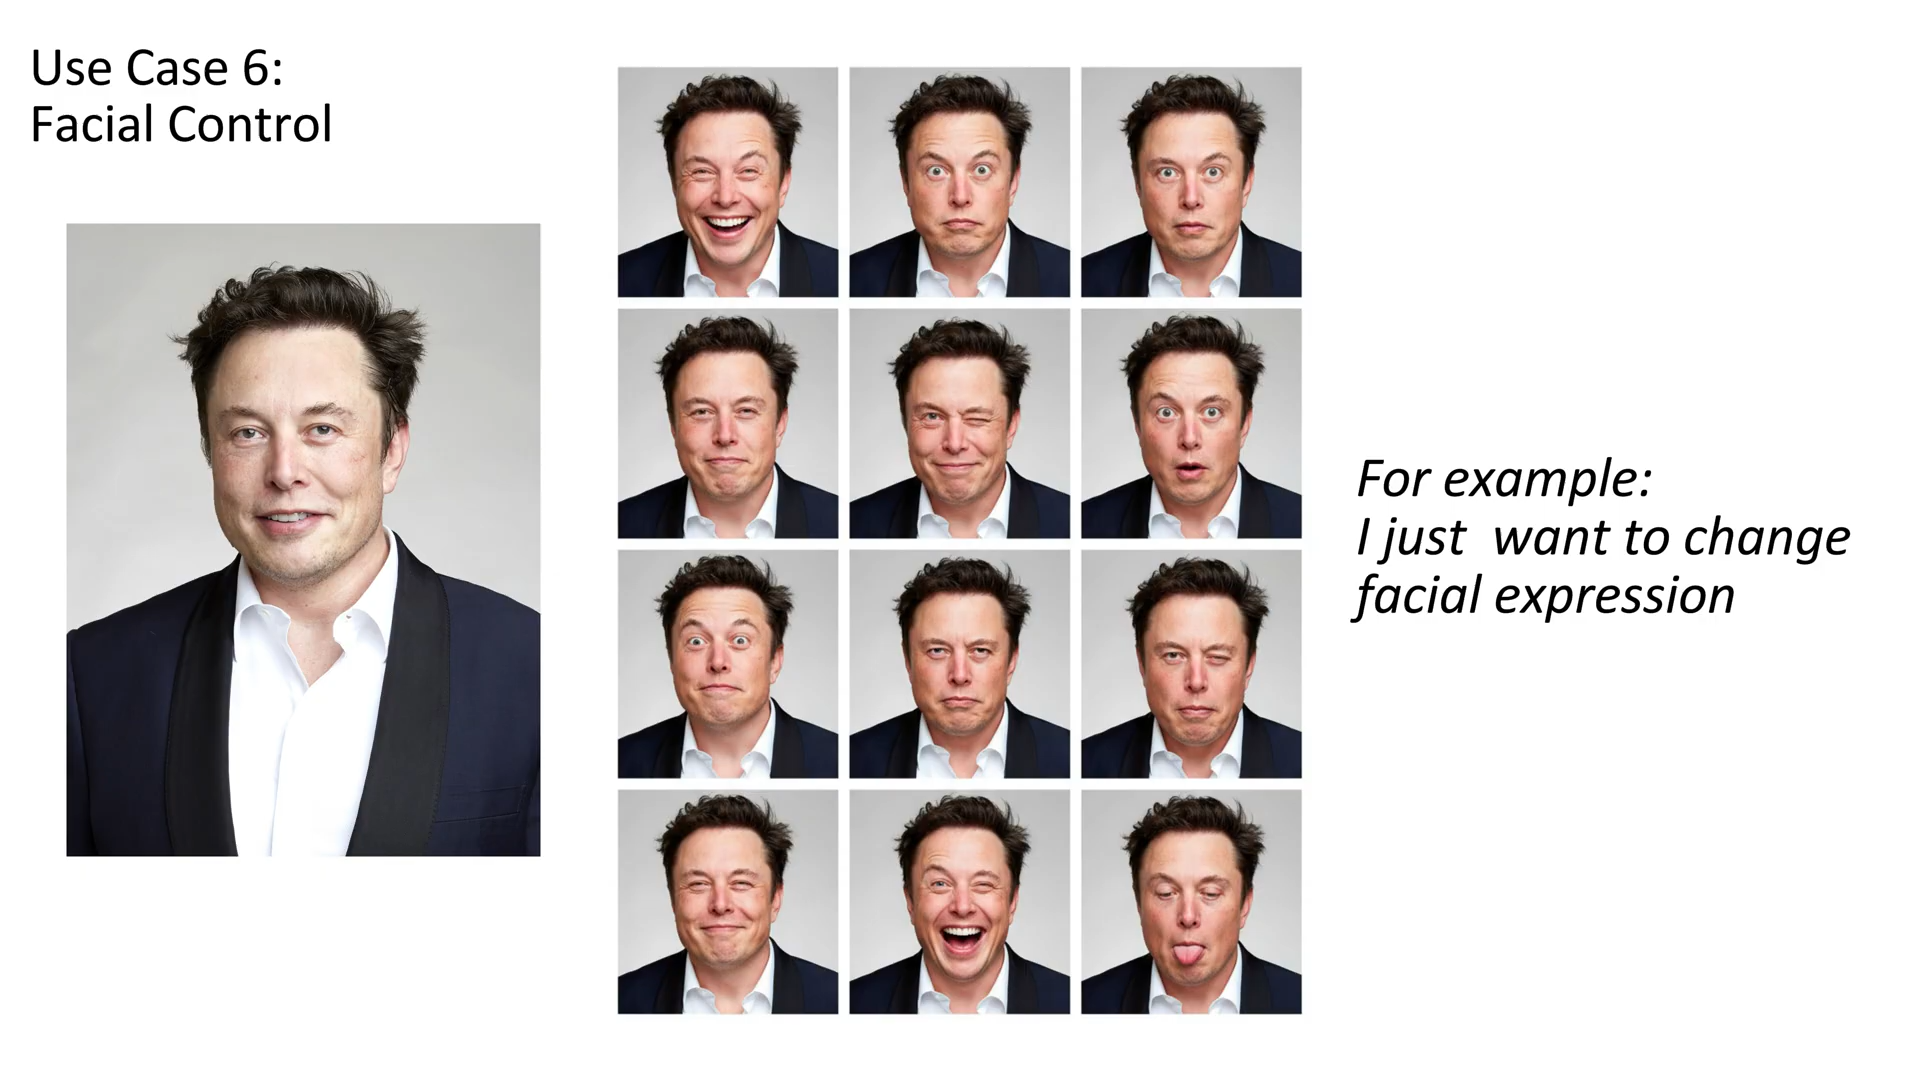 Use Case 6:
Facial Control
For example:
I just  want to change
facial expression